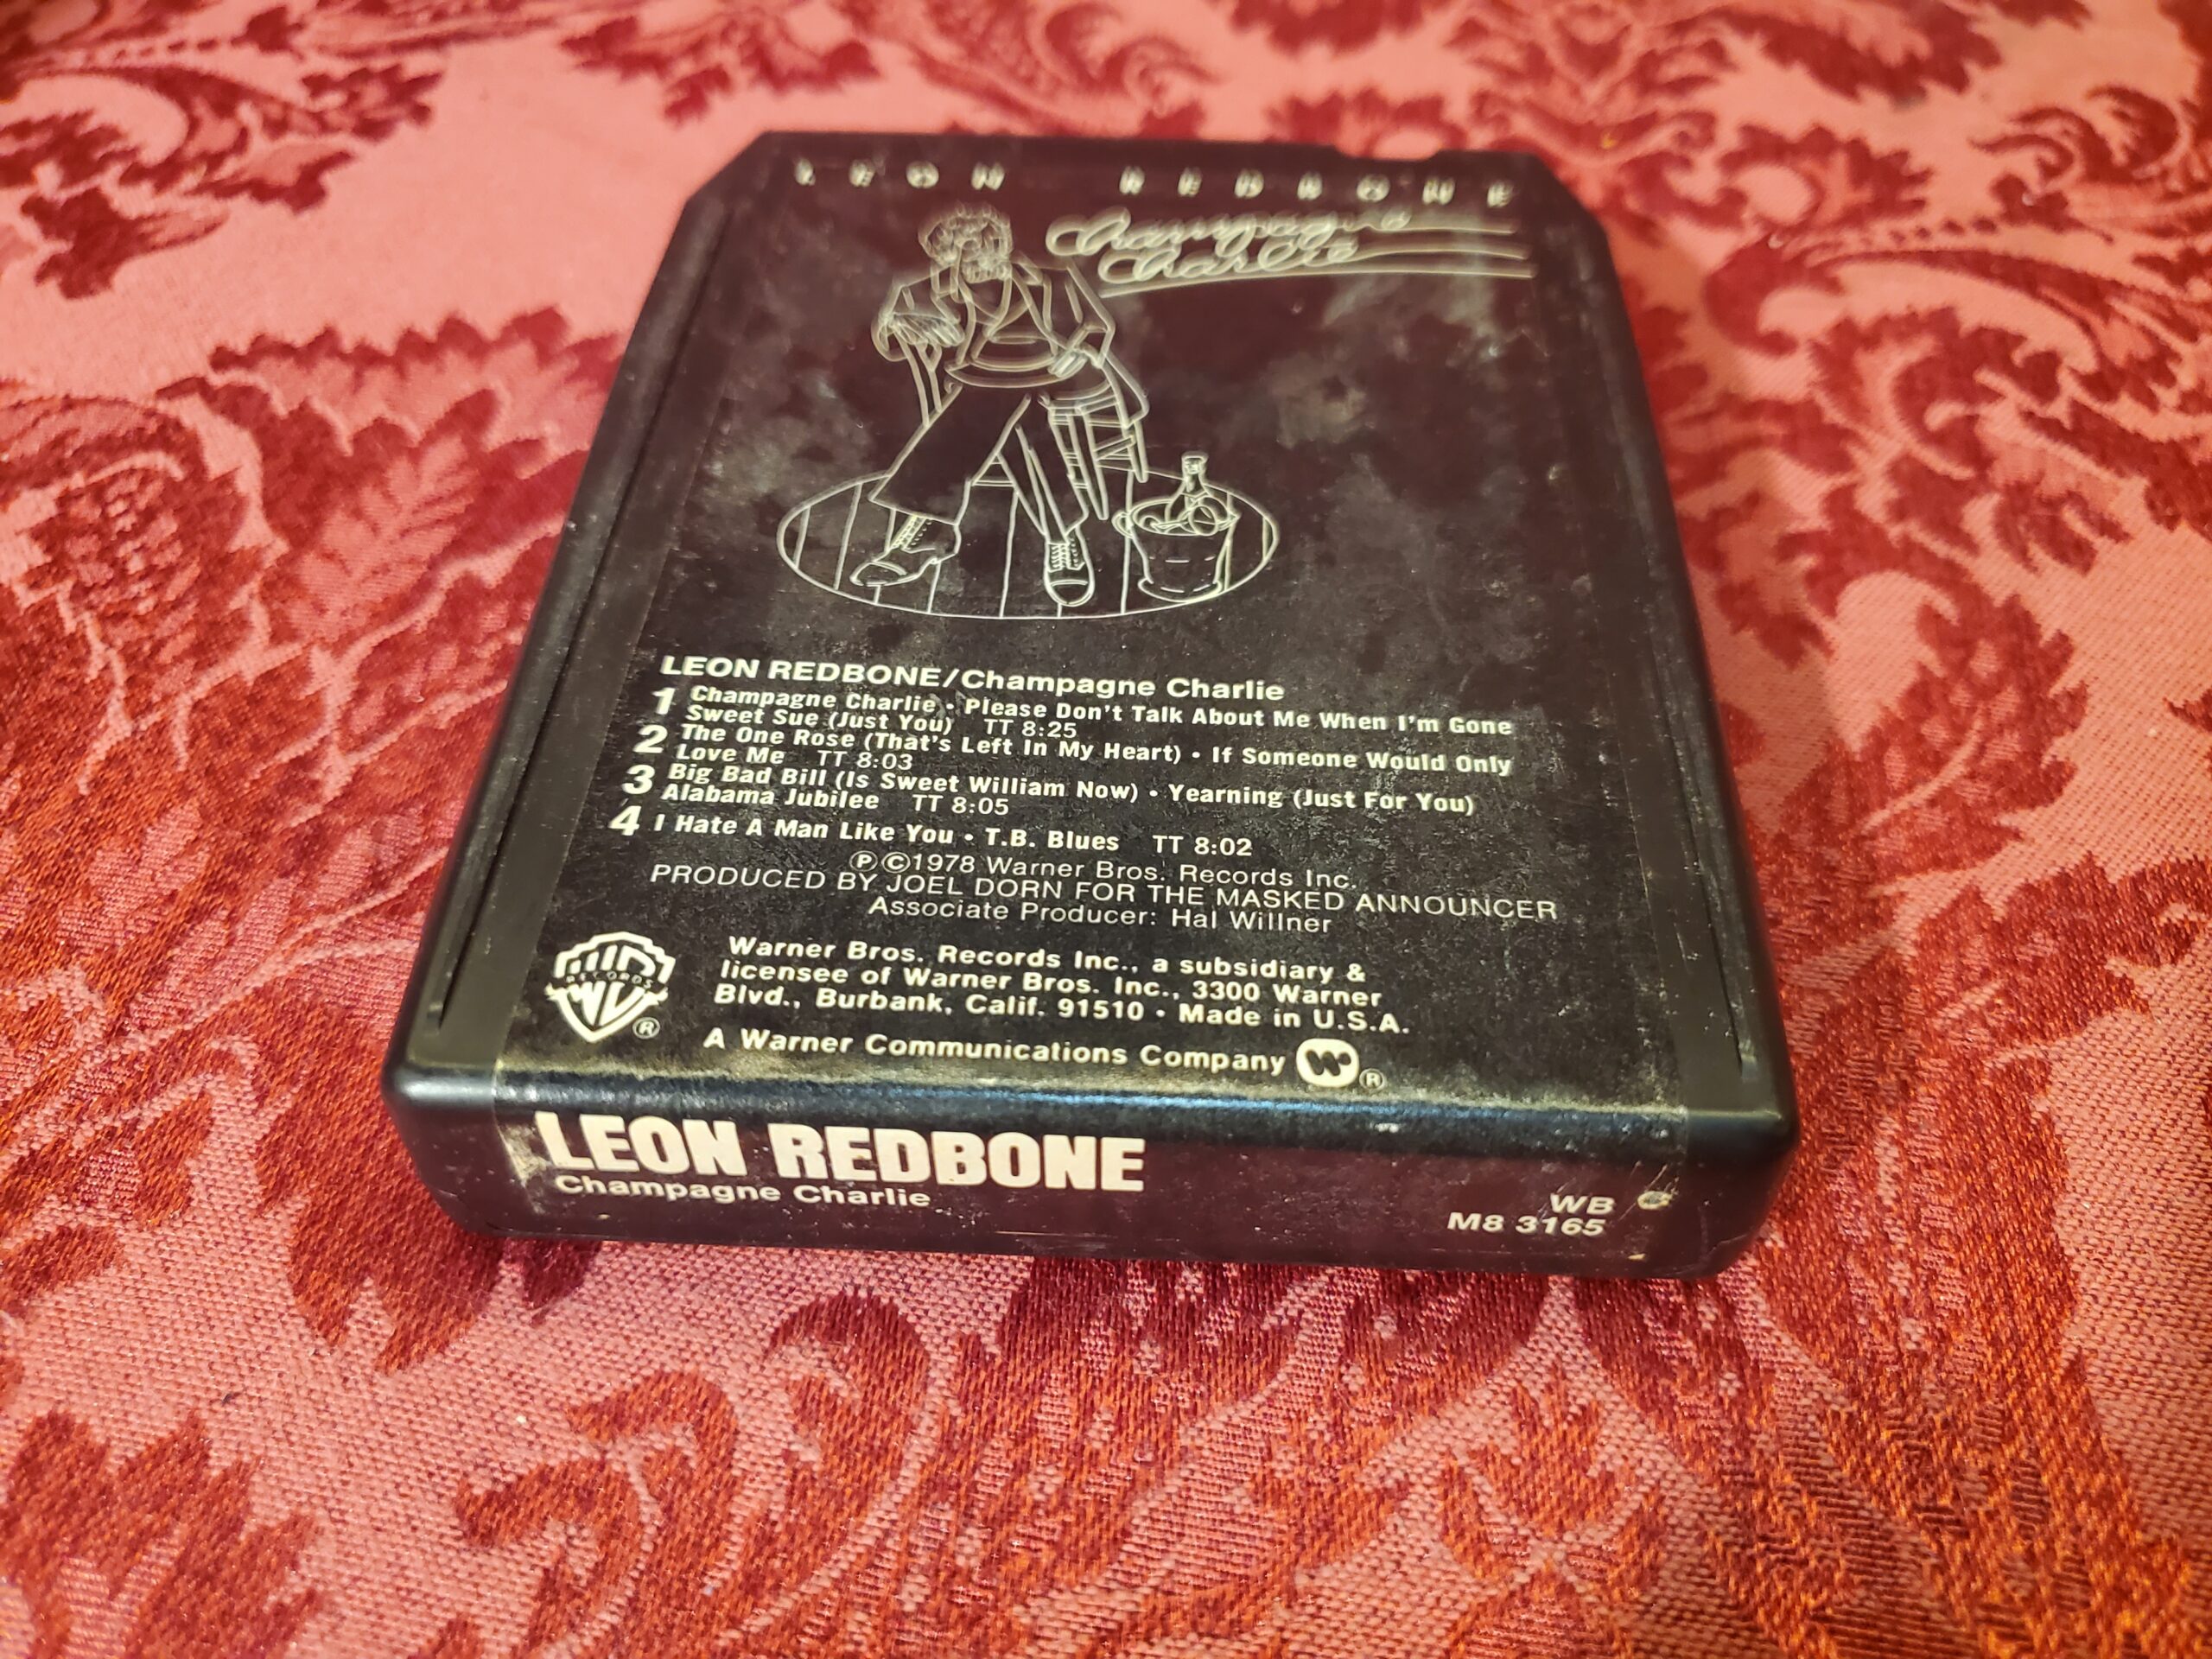 LEON REDBONE
Champagne
Charlie
LEON REDBONE/Champagne Charlie
1 Champagne Charlie • Please Don't Talk About Me When I'm Gone
Sweet Sue (Just You) TT 8:25
2 The One Rose (That's Left In My Heart) • If Someone Would Only
Love Me TT 8:03
3 Big Bad Bill (Is Sweet William Now) • Yearning (Just For You)
Alabama Jubilee TT 8:05
4 I Hate A Man Like You • T.B. Blues TT 8:02
℗©1978 Warner Bros. Records Inc.
PRODUCED BY JOEL DORN FOR THE MASKED ANNOUNCER
Associate Producer: Hal Willner
RECORDS
®
Warner Bros. Records Inc., a subsidiary &
licensee of Warner Bros. Inc., 3300 Warner
Blvd., Burbank, Calif. 91510 • Made in U.S.A.
A Warner Communications Company W®
LEON REDBONE
Champagne Charlie
WB
M8 3165